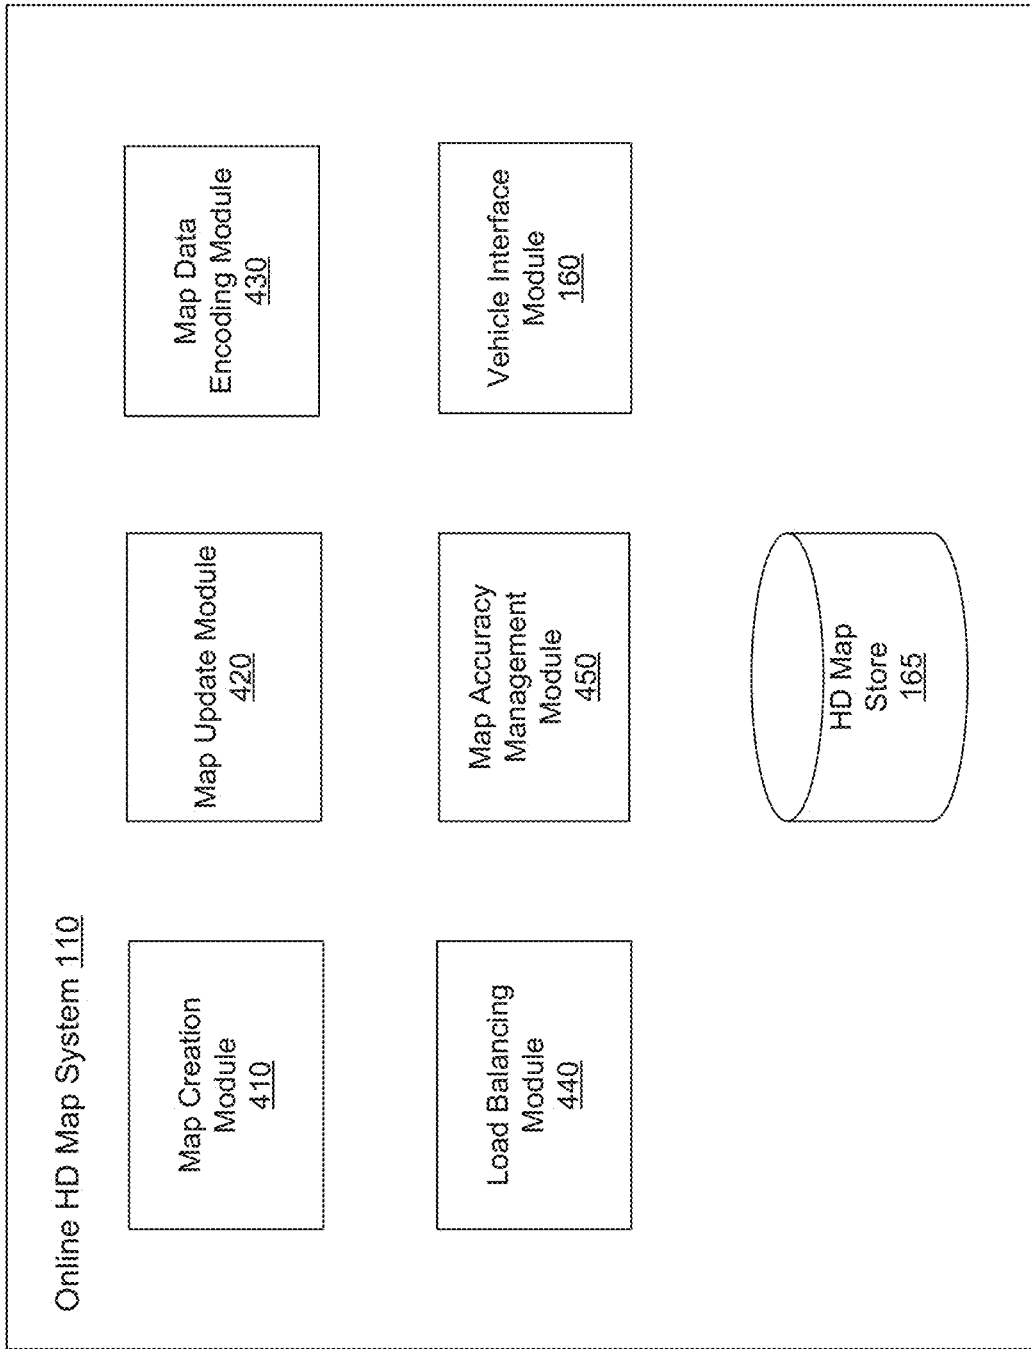 Online HD Map System 110
Map Creation
Module
410
Map Update Module
420
Map Data
Encoding Module
430
Load Balancing
Module
440
Map Accuracy
Management
Module
450
Vehicle Interface
Module
160
HD Map
Store
165